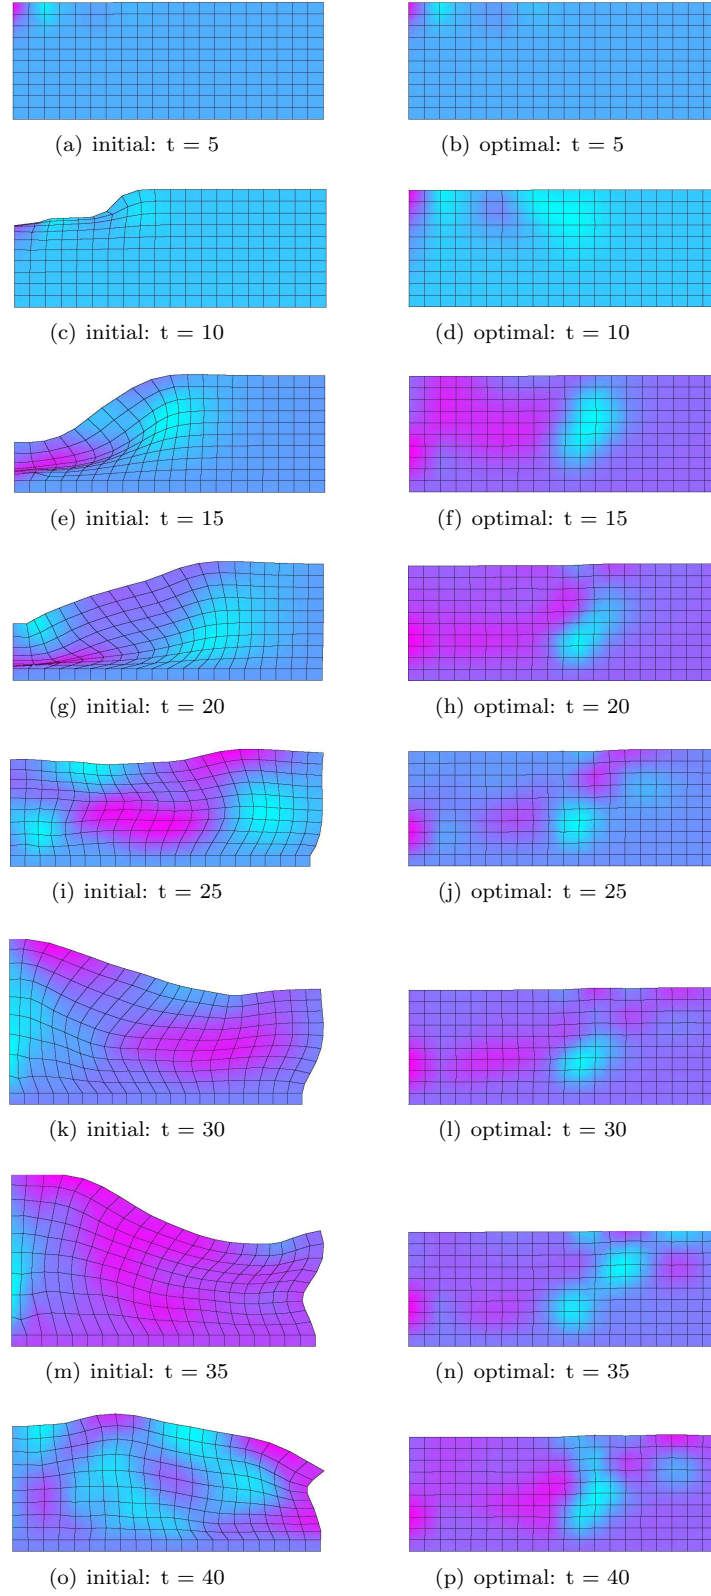 (a) initial: t = 5
(b) optimal: t = 5
(c) initial: t = 10
(d) optimal: t = 10
(e) initial: t = 15
(f) optimal: t = 15
(g) initial: t = 20
(h) optimal: t = 20
(i) initial: t = 25
(j) optimal: t = 25
(k) initial: t = 30
(l) optimal: t = 30
(m) initial: t = 35
(n) optimal: t = 35
(o) initial: t = 40
(p) optimal: t = 40